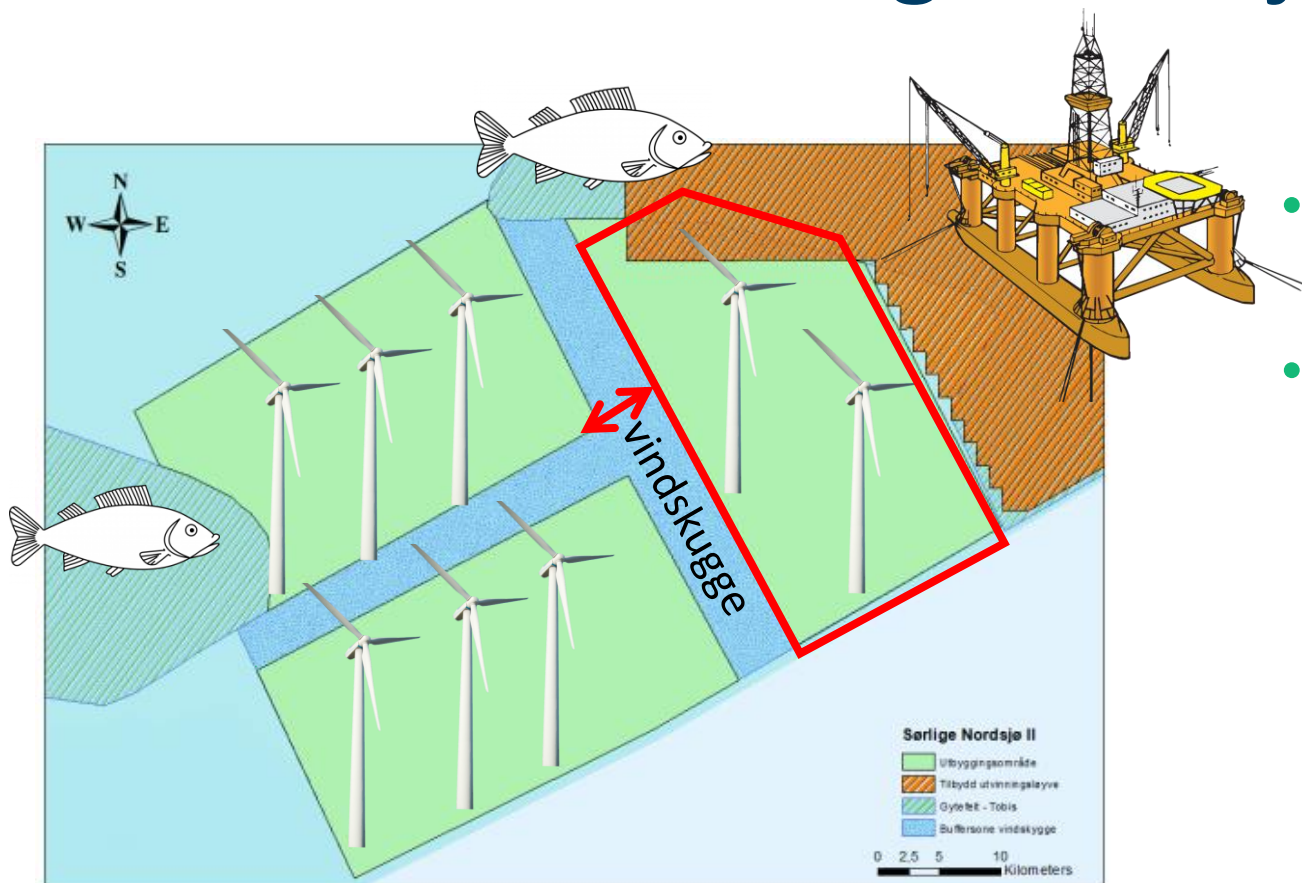 N
W E
S
vindskugge
Sørlige Nordsjø II
Utbyggingsområde
Tilbydd utvinningsløyve
Gytefelt - Tobis
Buffersone vindskygge
0 2,5 5 10
Kilometers